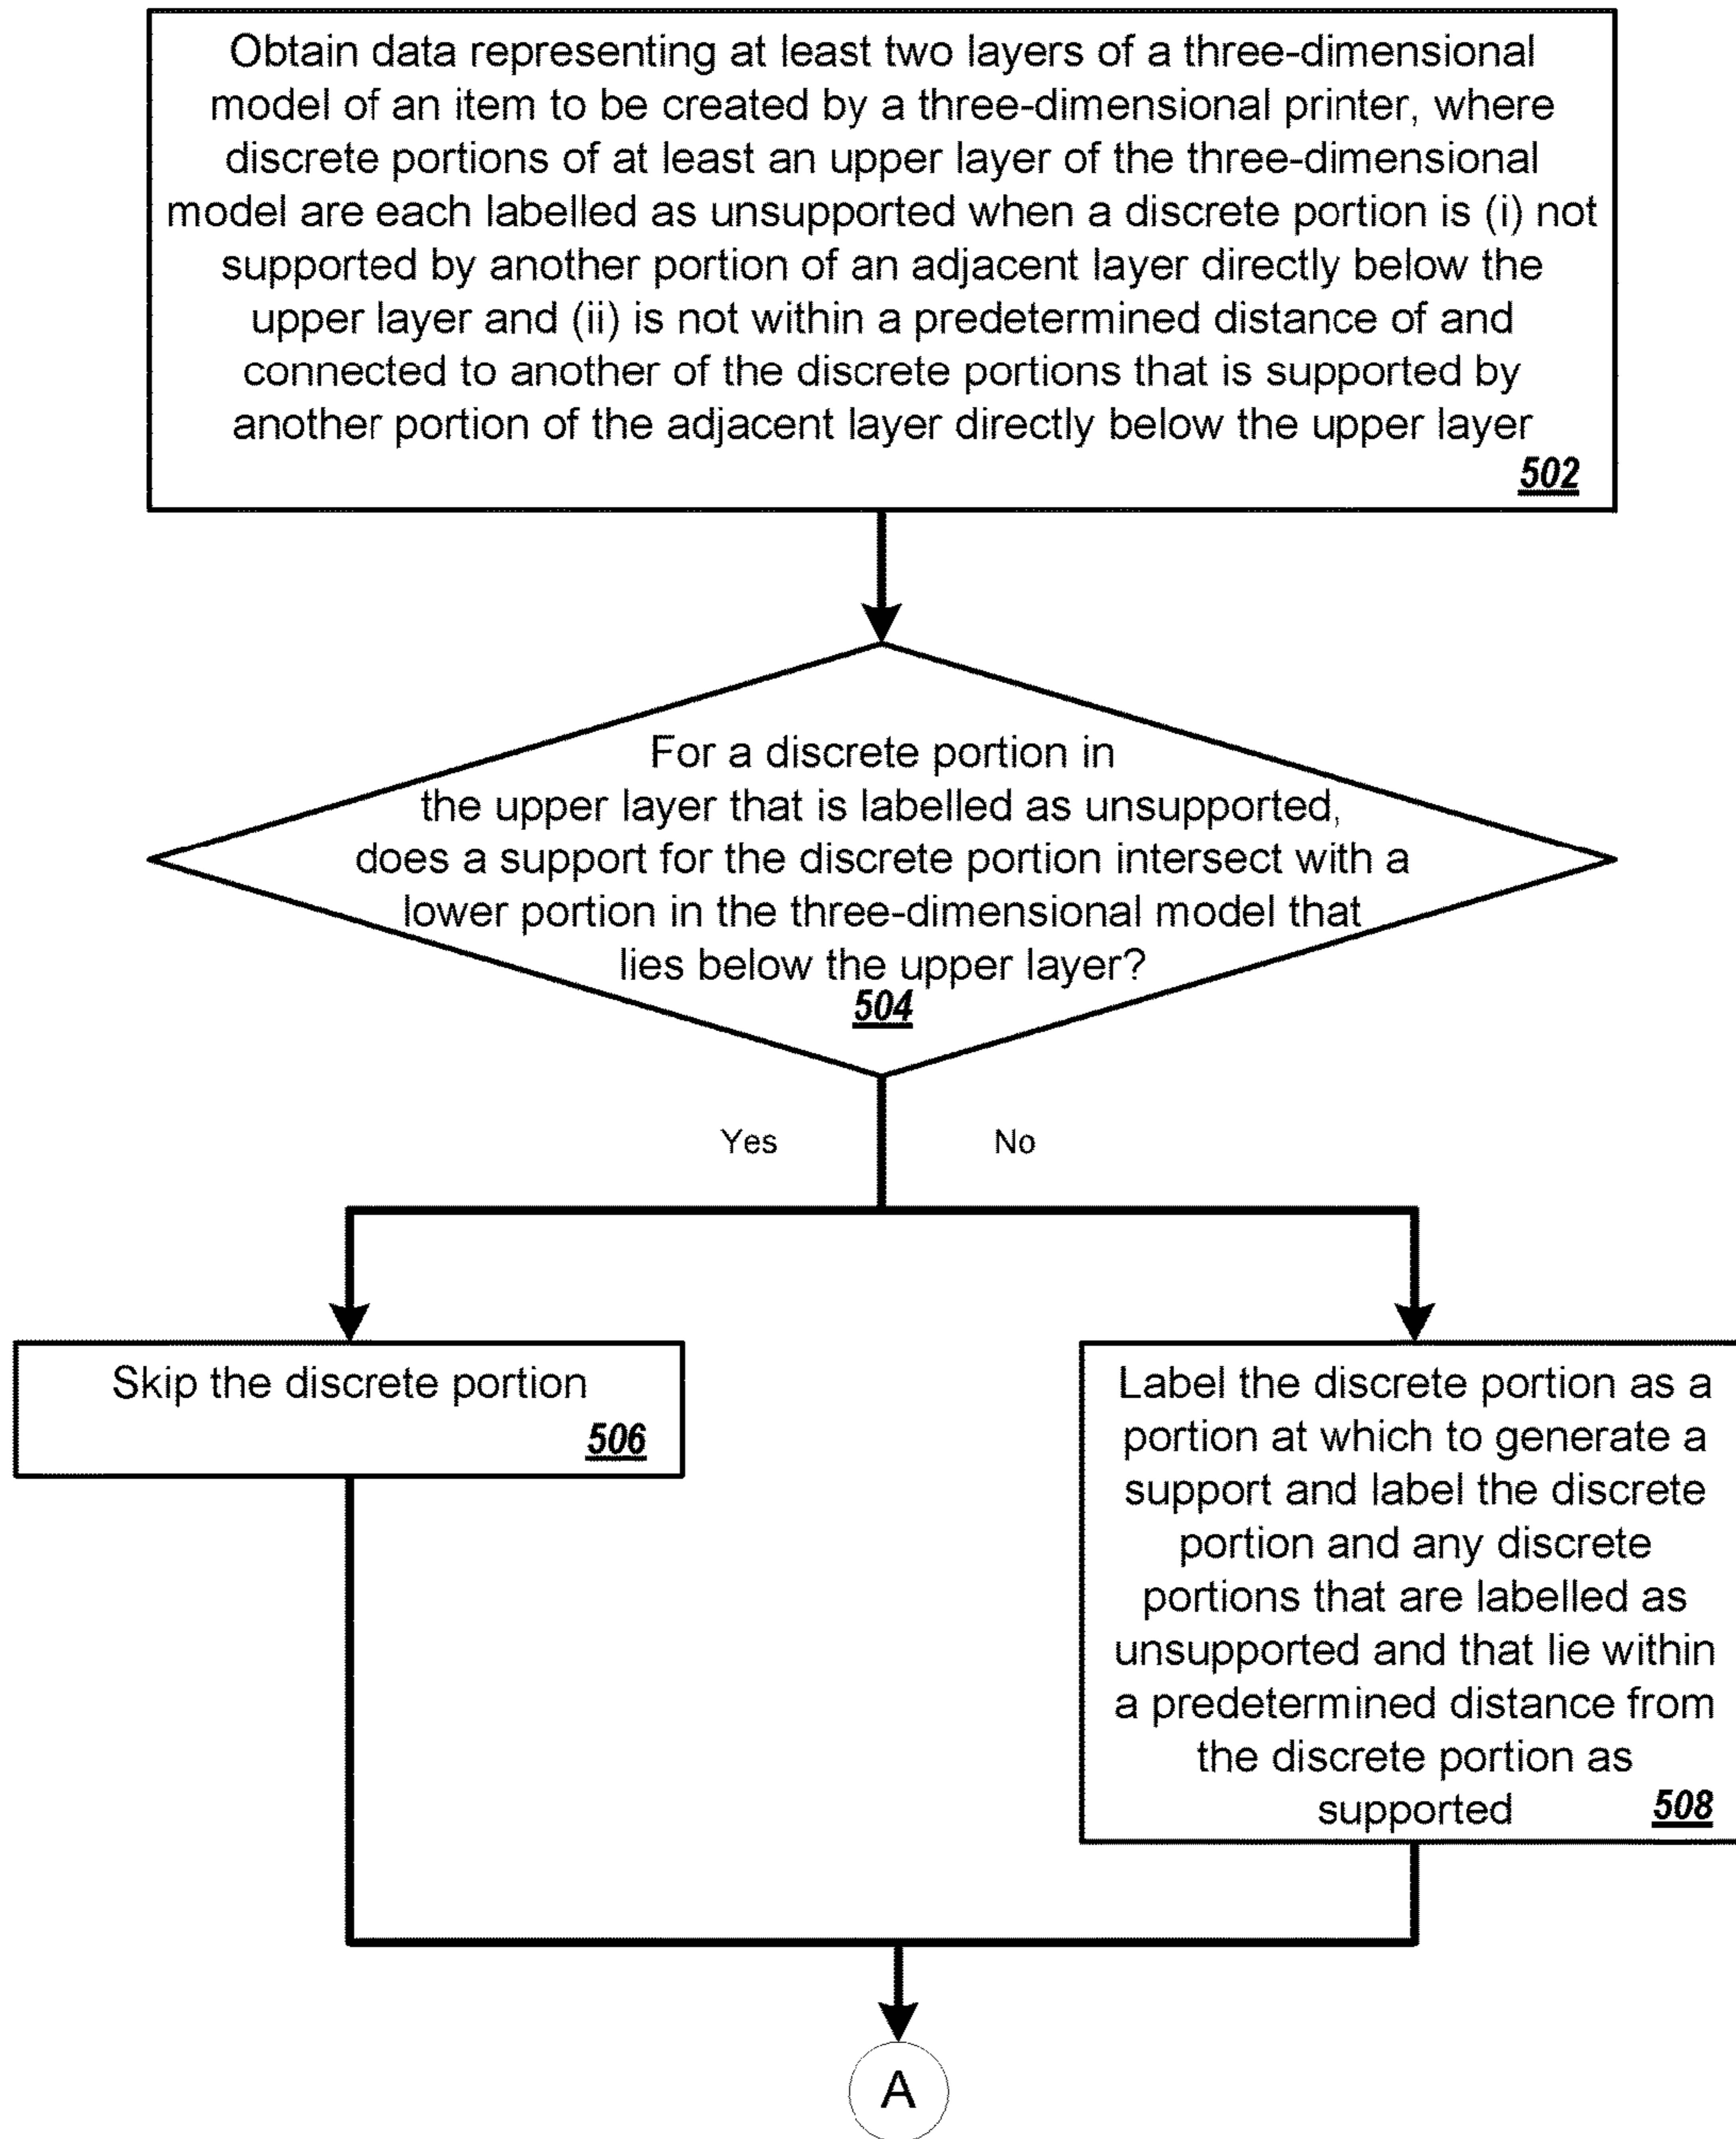 Obtain data representing at least two layers of a three-dimensional
model of an item to be created by a three-dimensional printer, where
discrete portions of at least an upper layer of the three-dimensional
model are each labelled as unsupported when a discrete portion is (i) not
supported by another portion of an adjacent layer directly below the
upper layer and (ii) is not within a predetermined distance of and
connected to another of the discrete portions that is supported by
another portion of the adjacent layer directly below the upper layer
502
For a discrete portion in
the upper layer that is labelled as unsupported,
does a support for the discrete portion intersect with a
lower portion in the three-dimensional model that
lies below the upper layer?
504
Yes
No
Skip the discrete portion
506
Label the discrete portion as a
portion at which to generate a
support and label the discrete
portion and any discrete
portions that are labelled as
unsupported and that lie within
a predetermined distance from
the discrete portion as
supported 508
A